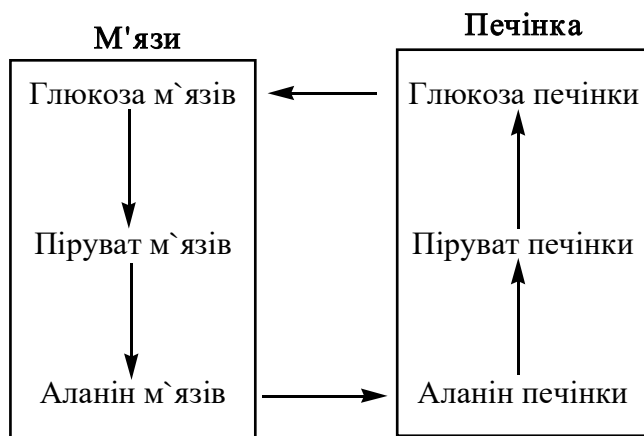 М'язи
Печінка
Глюкоза м`язів
Глюкоза печінки
Піруват м`язів
Піруват печінки
Аланін м`язів
Аланін печінки